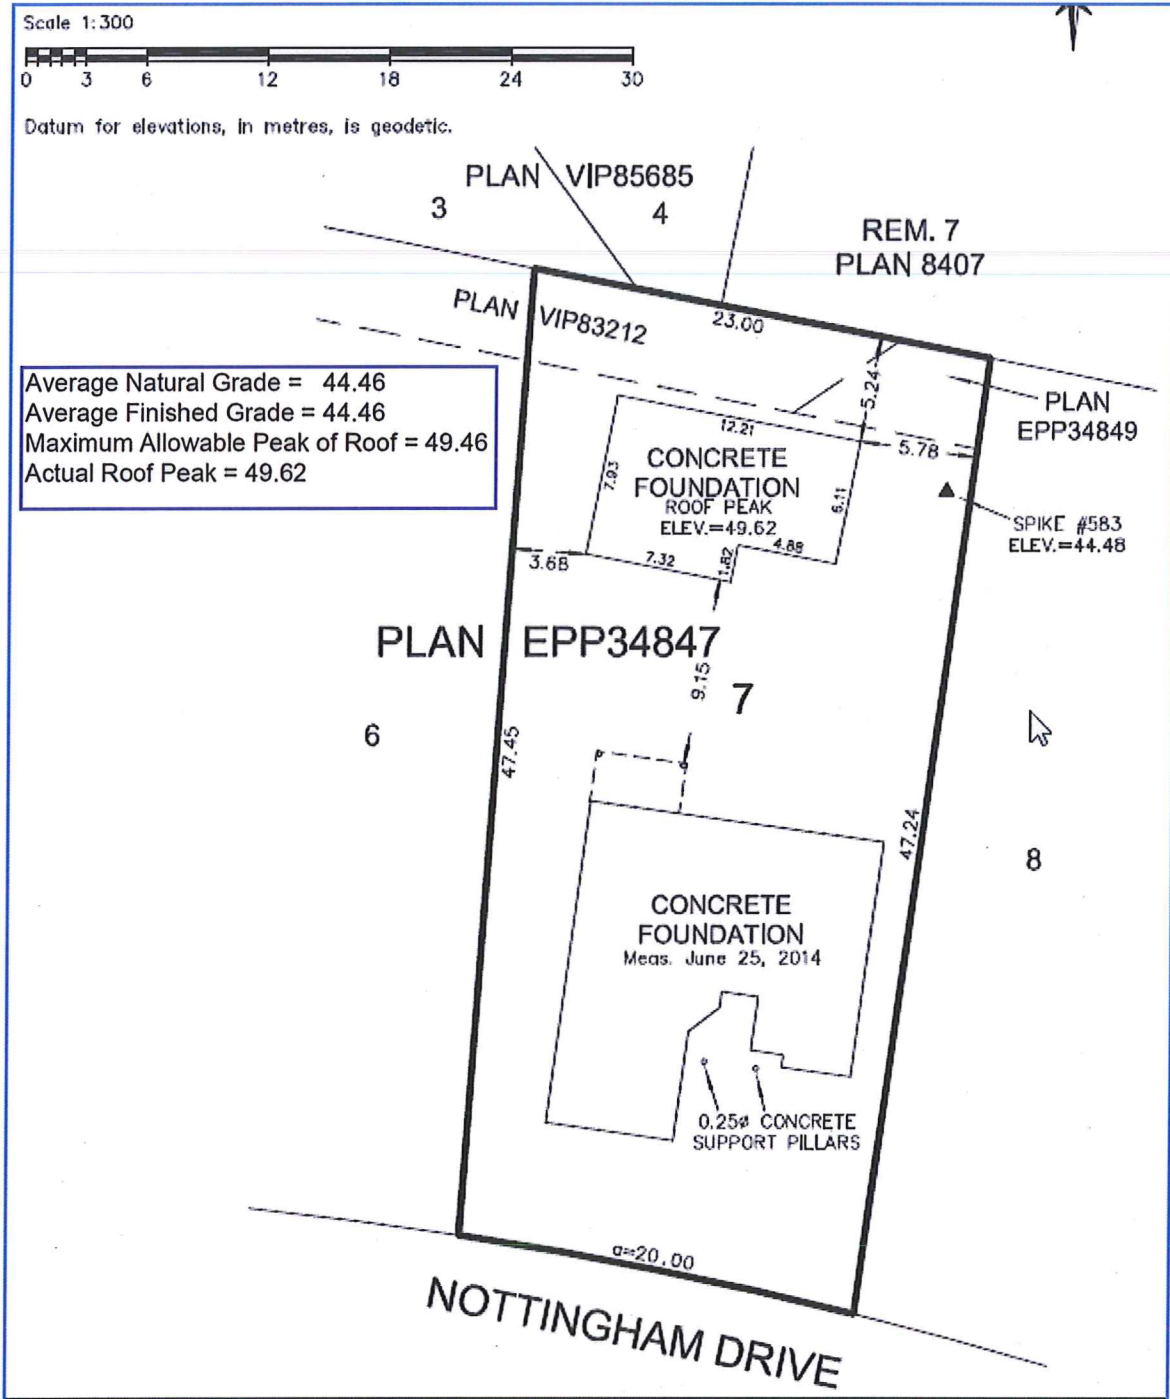 Scale 1:300
0 3 6 12 18 24 30
Datum for elevations, in metres, is geodetic.
PLAN VIP85685
3
4
REM. 7
PLAN 8407
PLAN VIP83212
23.00
Average Natural Grade = 44.46
Average Finished Grade = 44.46
Maximum Allowable Peak of Roof = 49.46
Actual Roof Peak = 49.62
5.24
PLAN
EPP34849
12.21
5.78
7.93
CONCRETE
FOUNDATION
ROOF PEAK
ELEV.=49.62
6.11
SPIKE #583
ELEV.=44.48
3.68
7.32
1.82
4.88
PLAN EPP34847
9.15
7
6
47.45
47.24
8
CONCRETE
FOUNDATION
Meas. June 25, 2014
0.25ø CONCRETE
SUPPORT PILLARS
a=20.00
NOTTINGHAM DRIVE